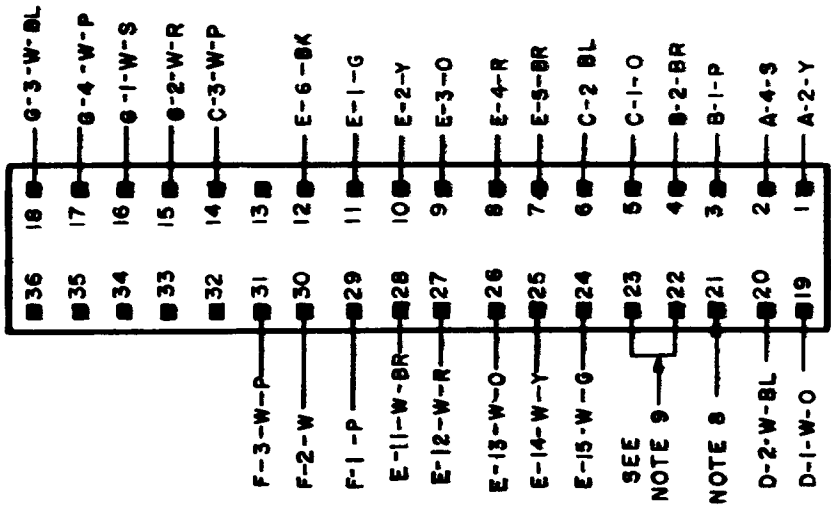 36 18 G-3-W-BL
35 17 G-4-W-P
34 16 G-1-W-S
33 15 G-2-W-R
32 14 C-3-W-P
F-3-W-P 31 13
F-2-W 30 12 E-6-BK
F-1-P 29 11 E-1-G
E-11-W-BR 28 10 E-2-Y
E-12-W-R 27 9 E-3-O
E-13-W-O 26 8 E-4-R
E-14-W-Y 25 7 E-5-BR
E-15-W-G 24 6 C-2 BL
SEE
NOTE 9
23 5 C-1-O
22 4 B-2-BR
NOTE 8 21 3 B-1-P
D-2-W-BL 20 2 A-4-S
D-1-W-O 19 1 A-2-Y